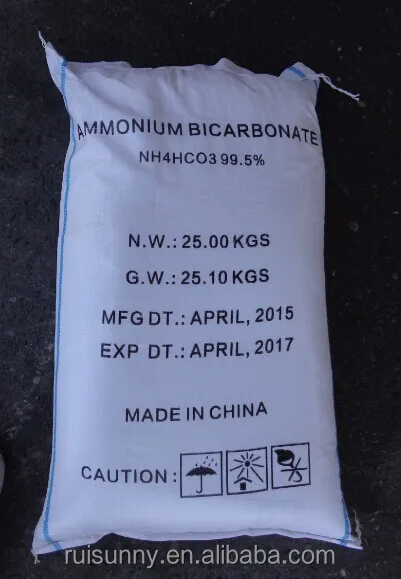 AMMONIUM BICARBONATE
NH4HCO3 99.5%
N.W.: 25.00 KGS
G.W.: 25.10 KGS
MFG DT.: APRIL, 2015
EXP DT.: APRIL, 2017
MADE IN CHINA
CAUTION :
ruisunny.en.alibaba.com